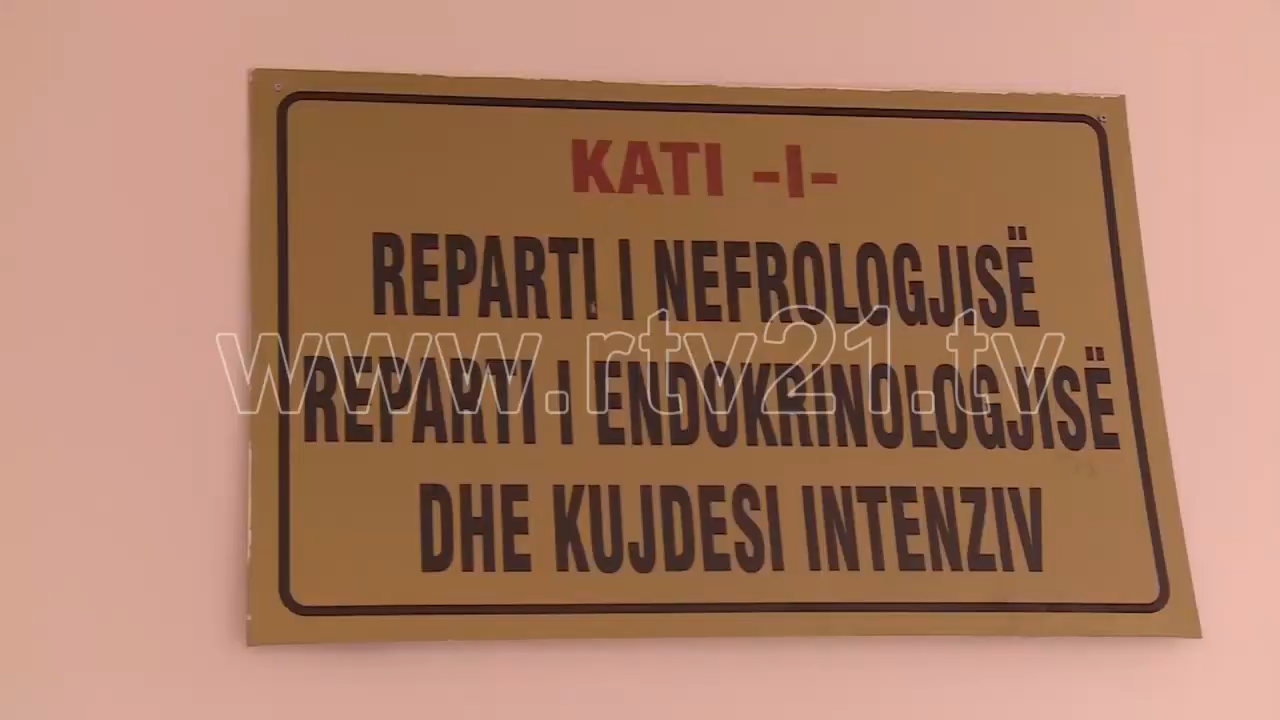 KATI -I-
REPARTI I NEFROLOGJISË
www.rtv21.tv
REPARTI I ENDOKRINOLOGJISË
DHE KUJDESI INTENZIV